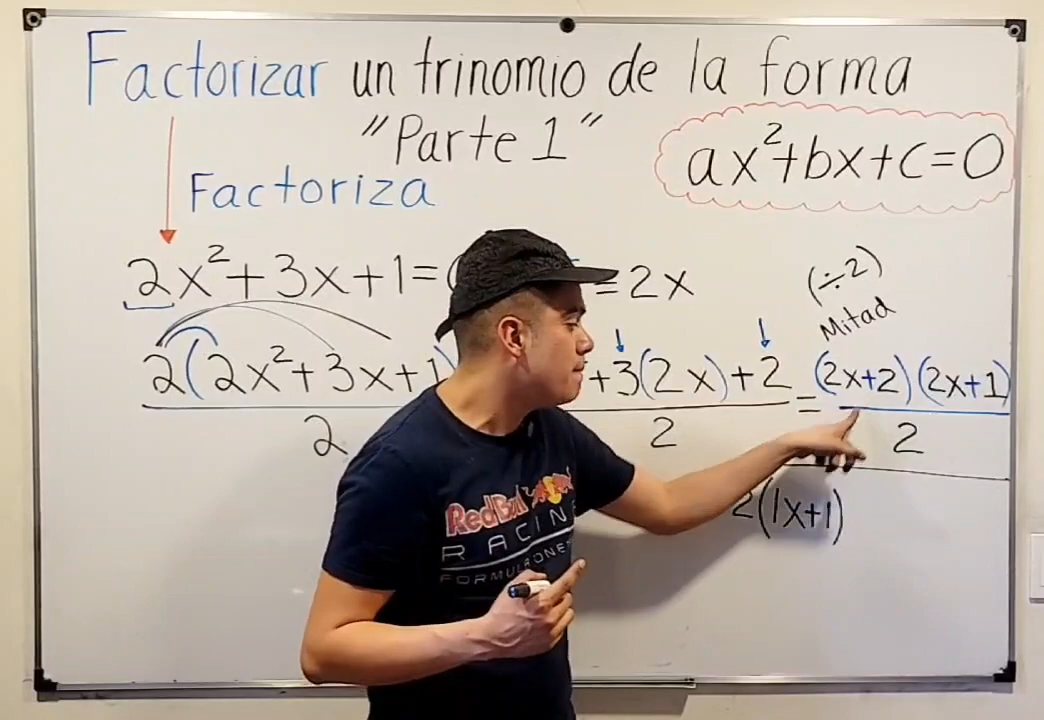 Factorizar un trinomio de la forma
"Parte 1"
ax²+bx+c=0
Factoriza
2x²+3x+1=
=2x
(÷2)
Mitad
2(2x²+3x+1)
2
+3(2x)+2
2
=
(2x+2)(2x+1)
2
2(1x+1)
Red Bull
RACING
FORMULA ONE